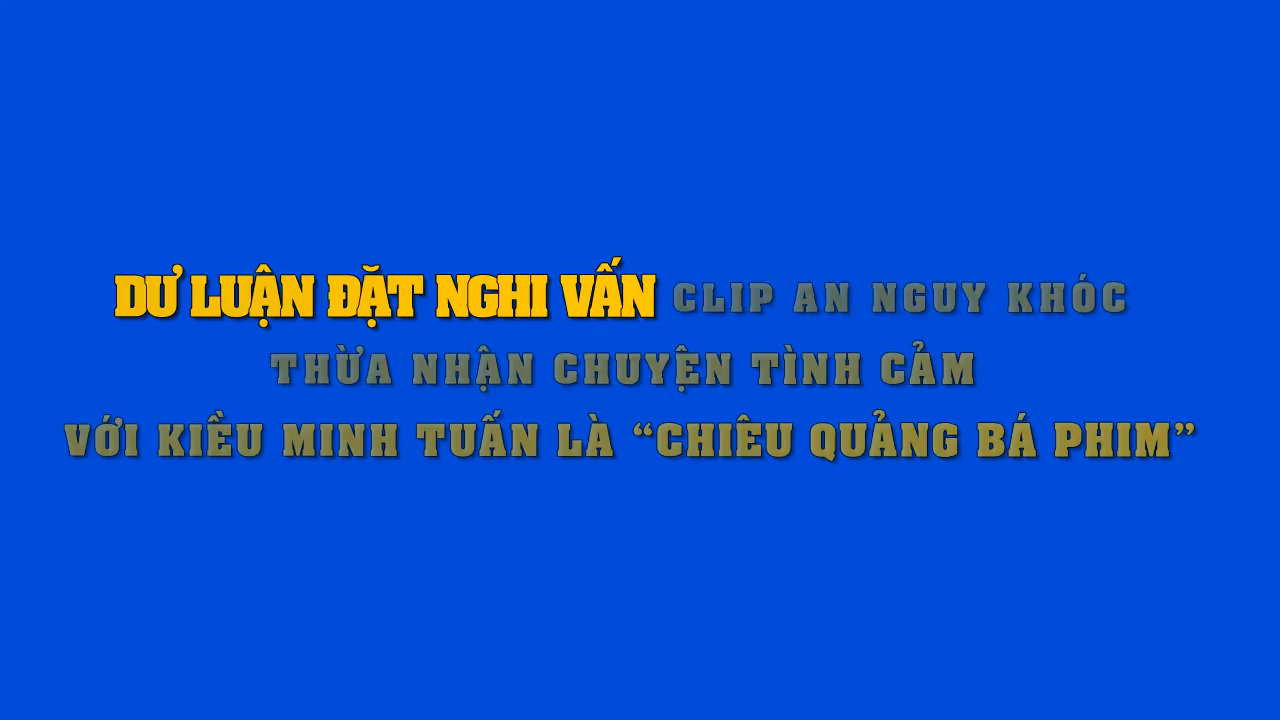 DƯ LUẬN ĐẶT NGHI VẤN CLIP AN NGUY KHÓC
THỪA NHẬN CHUYỆN TÌNH CẢM
VỚI KIỀU MINH TUẤN LÀ “CHIÊU QUẢNG BÁ PHIM”